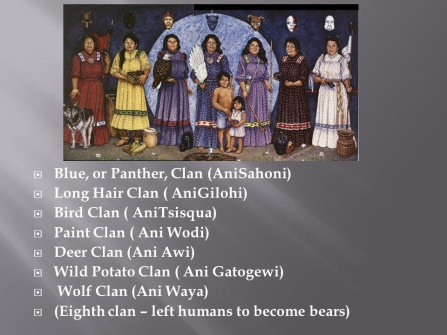 Blue, or Panther, Clan (AniSahoni)
Long Hair Clan ( AniGilohi)
Bird Clan ( AniTsisqua)
Paint Clan ( Ani Wodi)
Deer Clan (Ani Awi)
Wild Potato Clan ( Ani Gatogewi)
Wolf Clan (Ani Waya)
(Eighth clan – left humans to become bears)